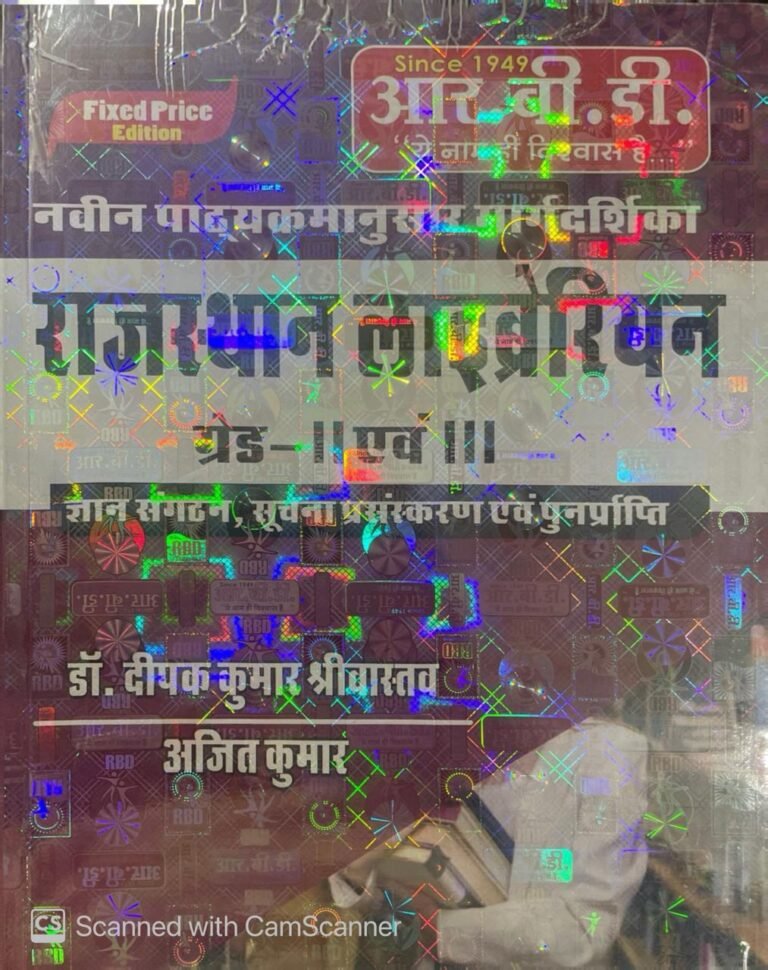 Since 1949
आर.बी.डी.
Fixed Price
Edition
“ये नाम ही विश्वास है...”
नवीन पाठ्यक्रमानुसार मार्गदर्शिका
राजस्थान लाइब्रेरियन
ग्रेड-II एवं III
ज्ञान संगठन, सूचना प्रसंस्करण एवं पुनर्प्राप्ति
डॉ. दीपक कुमार श्रीवास्तव
अजित कुमार
CS Scanned with CamScanner